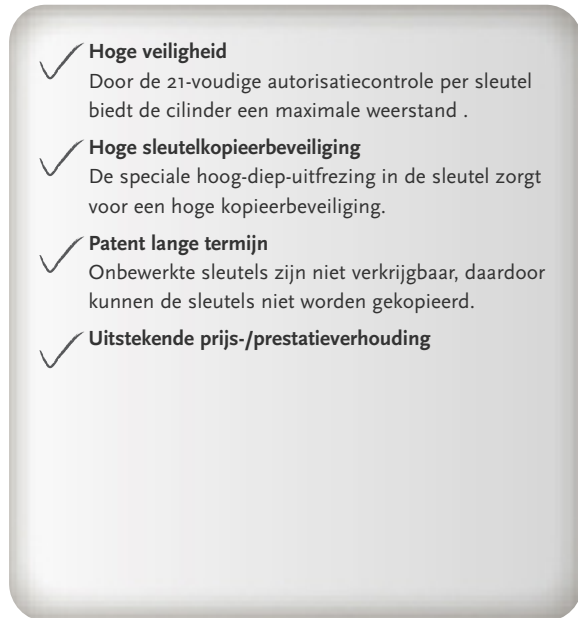 Hoge veiligheid
Door de 21-voudige autorisatiecontrole per sleutel
biedt de cilinder een maximale weerstand .
Hoge sleutelkopieerbeveiliging
De speciale hoog-diep-uitfrezing in de sleutel zorgt
voor een hoge kopieerbeveiliging.
Patent lange termijn
Onbewerkte sleutels zijn niet verkrijgbaar, daardoor
kunnen de sleutels niet worden gekopieerd.
Uitstekende prijs-/prestatieverhouding